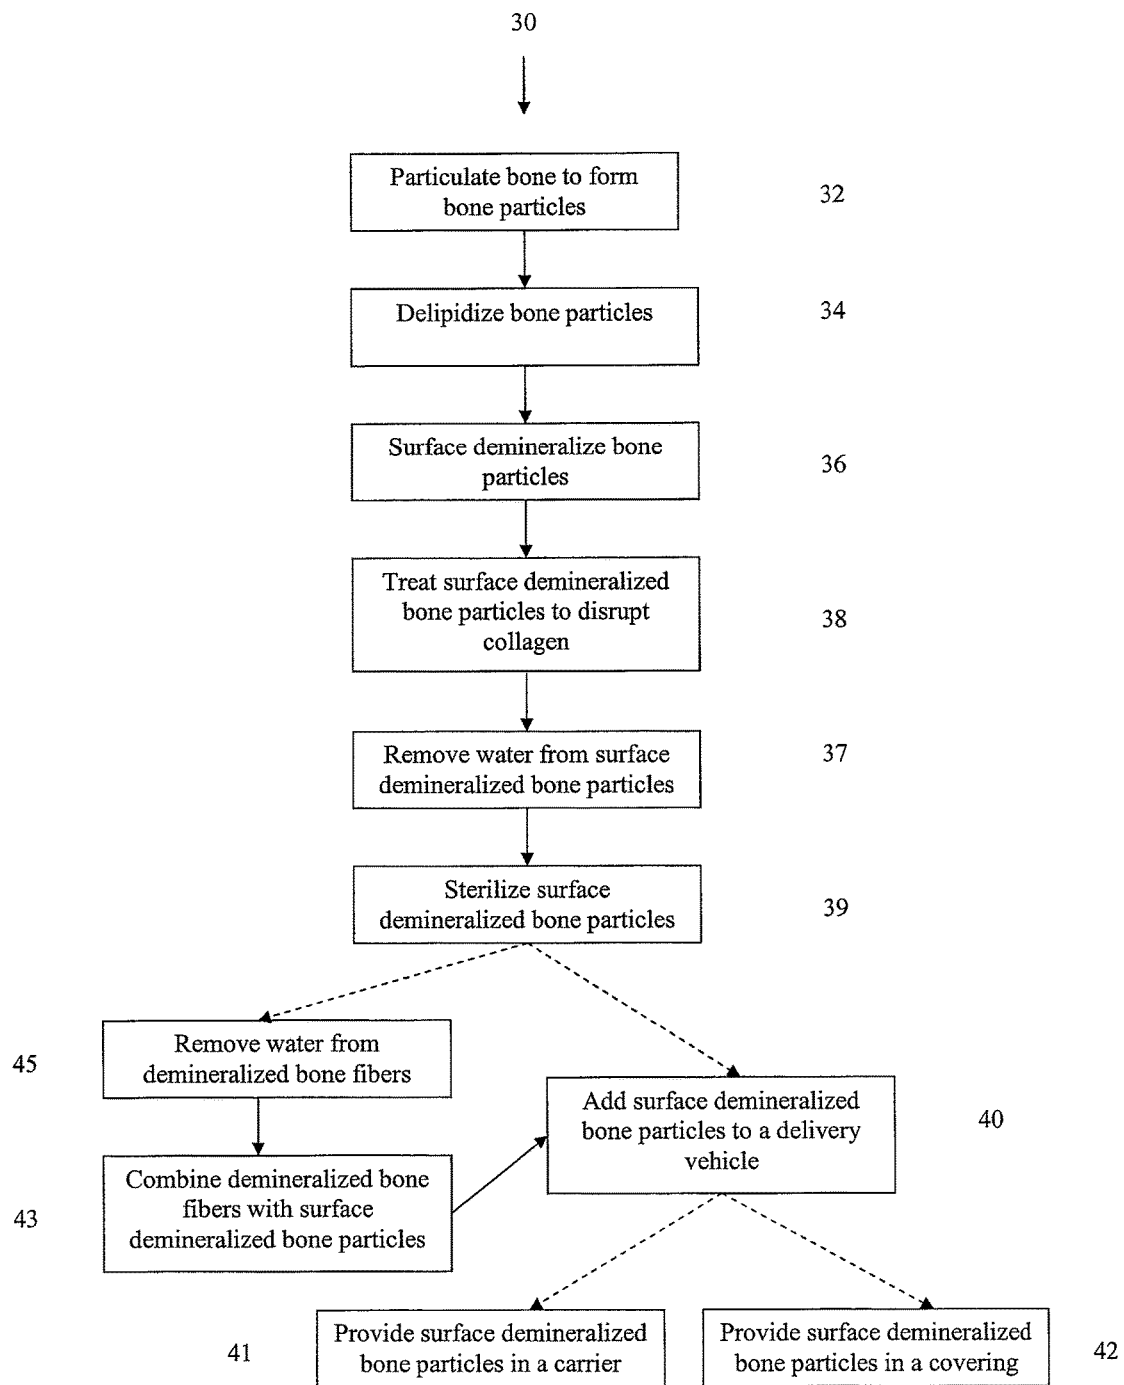 30
Particulate bone to form
bone particles
32
Delipidize bone particles
34
Surface demineralize bone
particles
36
Treat surface demineralized
bone particles to disrupt
collagen
38
Remove water from surface
demineralized bone particles
37
Sterilize surface
demineralized bone particles
39
45
Remove water from
demineralized bone fibers
Add surface demineralized
bone particles to a delivery
vehicle
40
43
Combine demineralized bone
fibers with surface
demineralized bone particles
41
Provide surface demineralized
bone particles in a carrier
Provide surface demineralized
bone particles in a covering
42